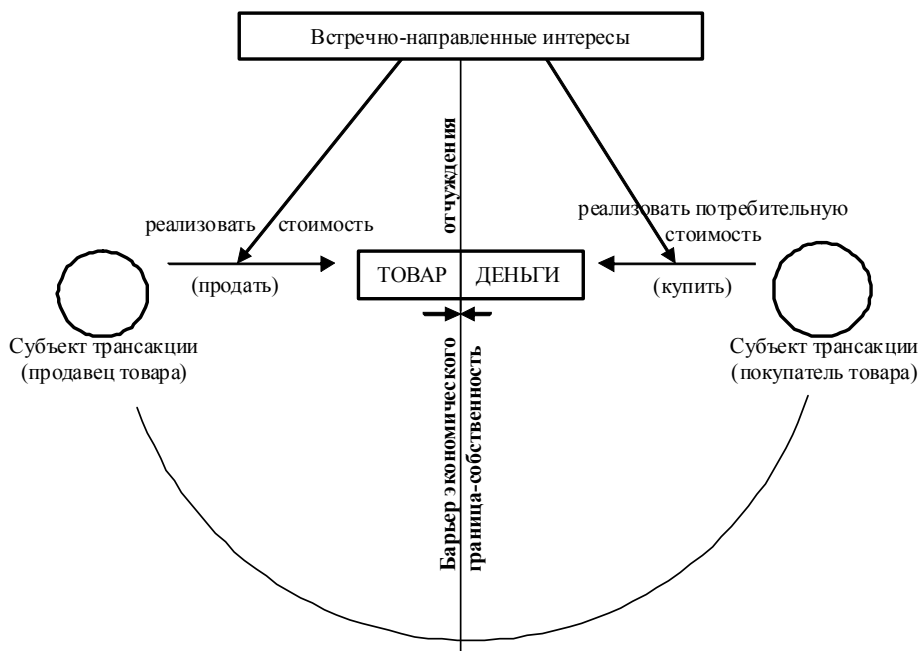 Встречно-направленные интересы
отчуждения
реализовать стоимость
реализовать потребительную
стоимость
(продать)
ТОВАР ДЕНЬГИ
(купить)
Субъект трансакции
(продавец товара)
Субъект трансакции
(покупатель товара)
Барьер экономического
граница-собственность